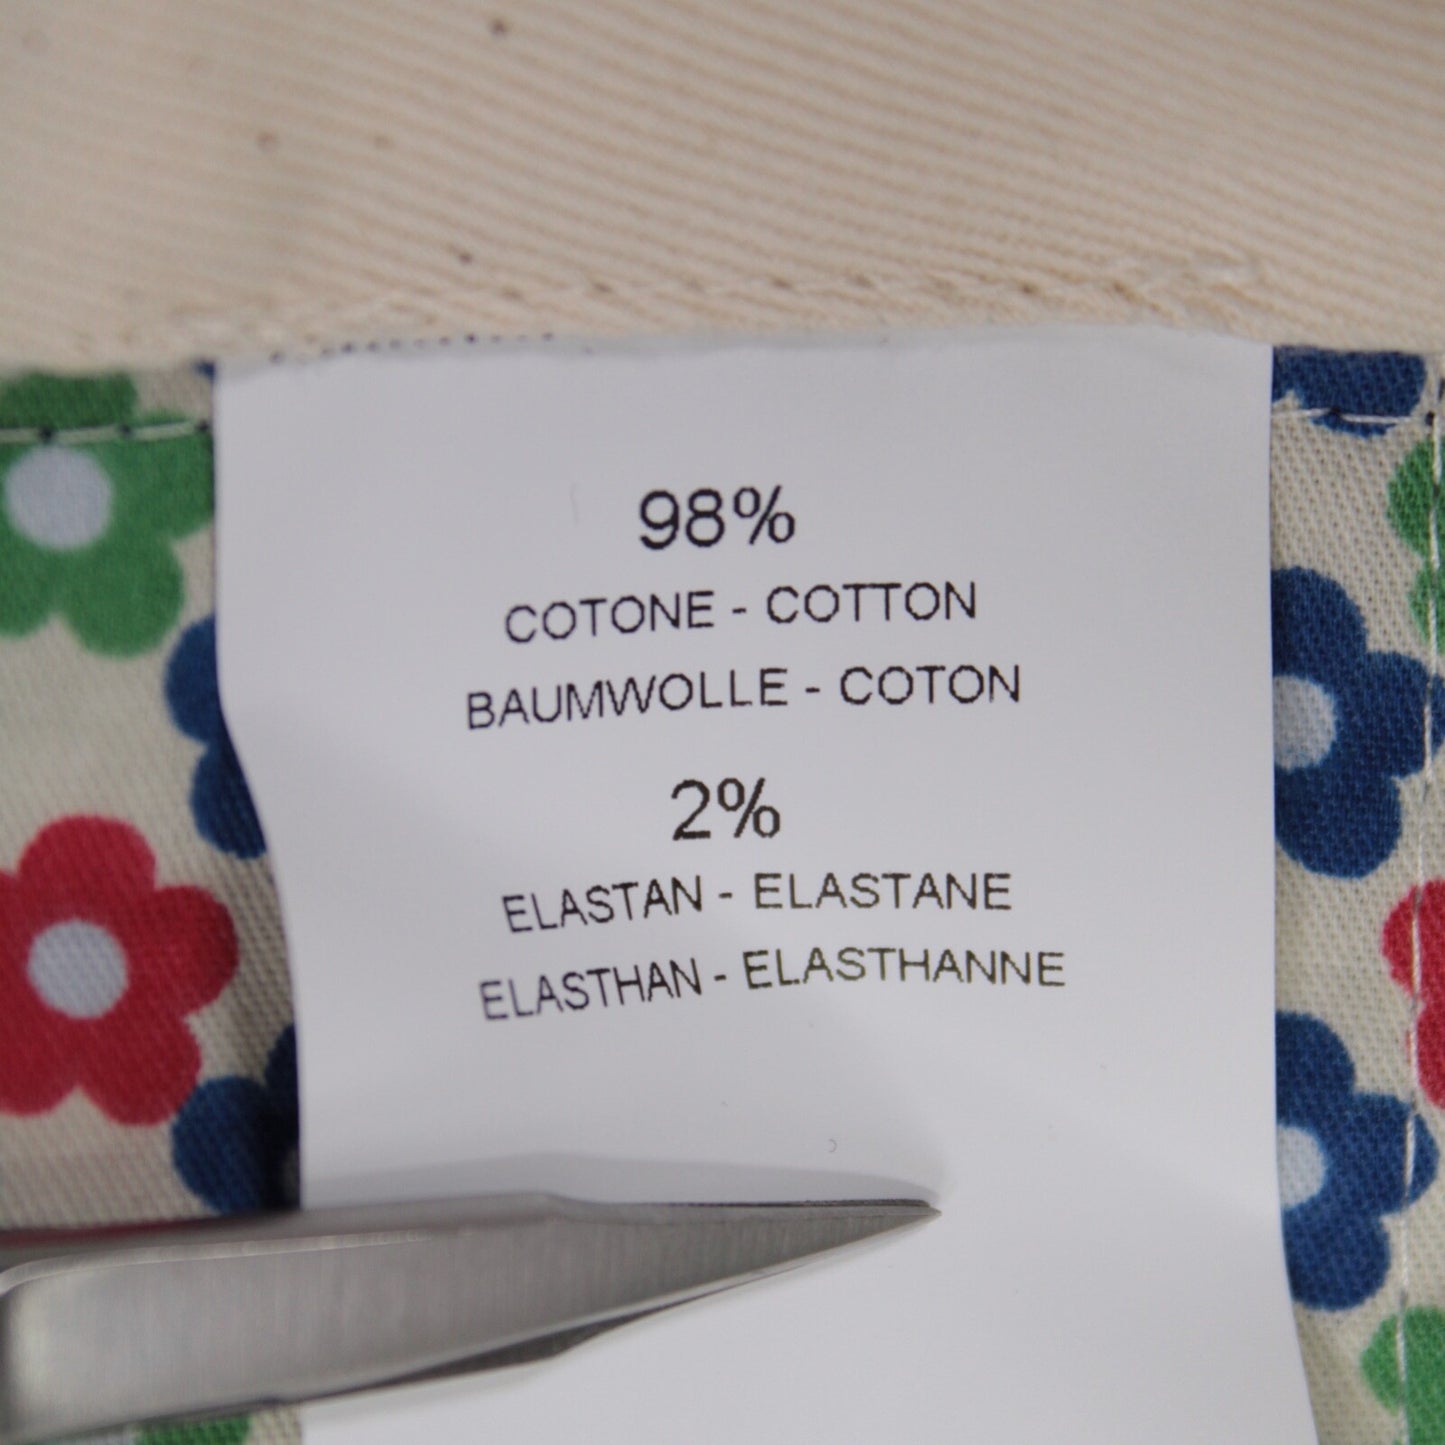 98%
COTONE - COTTON
BAUMWOLLE - COTON
2%
ELASTAN - ELASTANE
ELASTHAN - ELASTHANNE